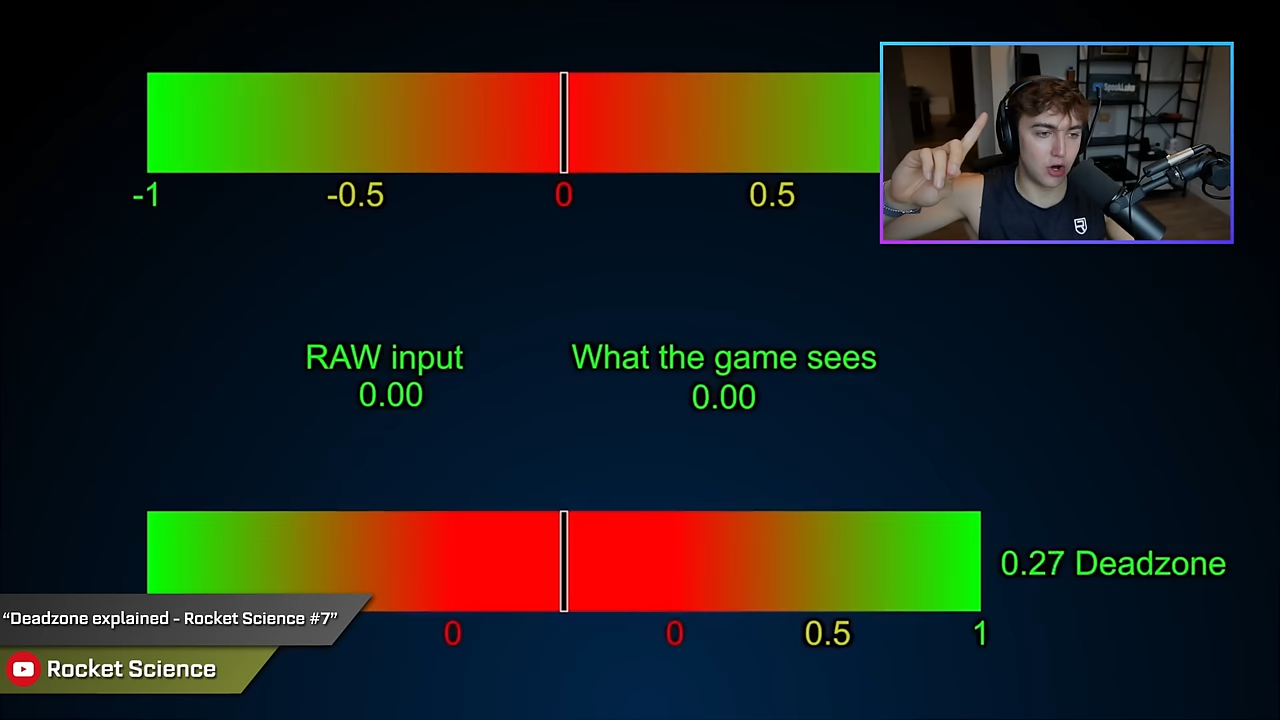 -1 -0.5 0 0.5
RAW input What the game sees
0.00 0.00
0.27 Deadzone
0 0 0.5 1
“Deadzone explained - Rocket Science #7”
Rocket Science